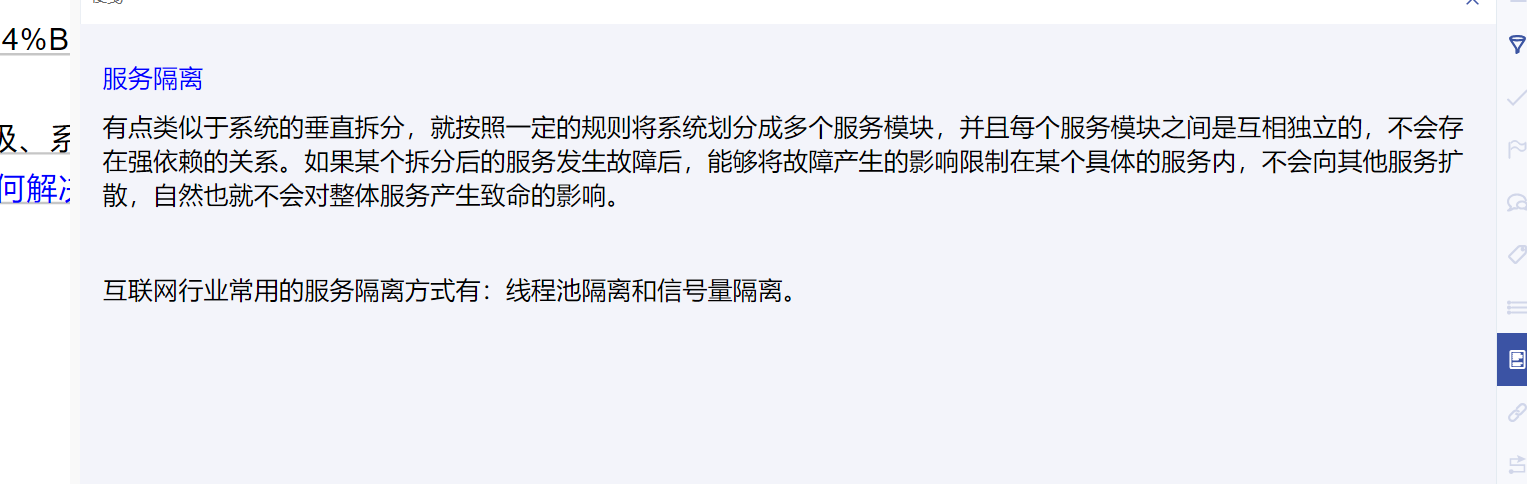 4%B
服务隔离
有点类似于系统的垂直拆分，就按照一定的规则将系统划分成多个服务模块，并且每个服务模块之间是互相独立的，不会存
及、系
在强依赖的关系。如果某个拆分后的服务发生故障后，能够将故障产生的影响限制在某个具体的服务内，不会向其他服务扩
何解决
散，自然也就不会对整体服务产生致命的影响。
互联网行业常用的服务隔离方式有：线程池隔离和信号量隔离。